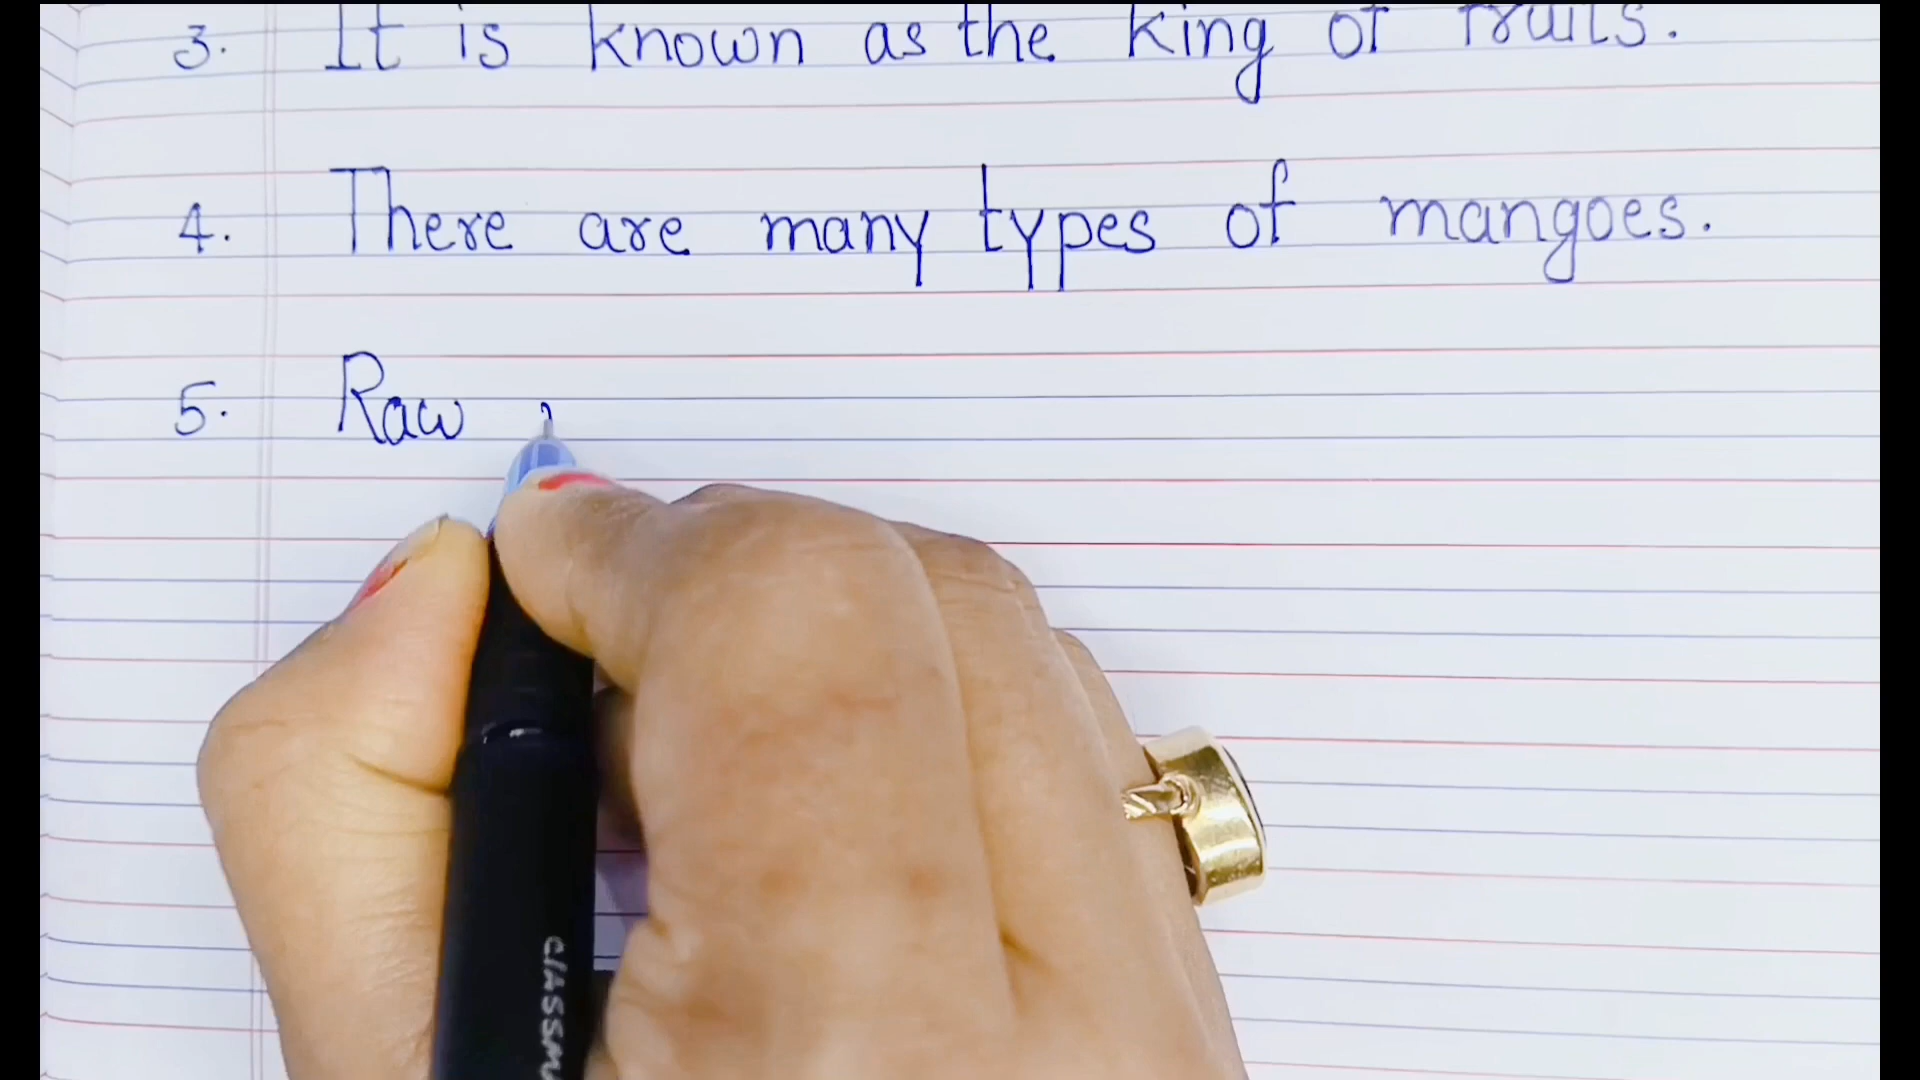 3. It is known as the king of fruits.
4. There are many types of mangoes.
5. Raw